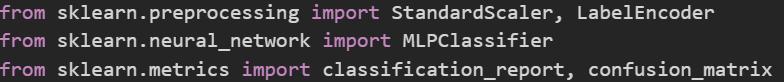 from sklearn.preprocessing import StandardScaler, LabelEncoder
from sklearn.neural_network import MLPClassifier
from sklearn.metrics import classification_report, confusion_matrix